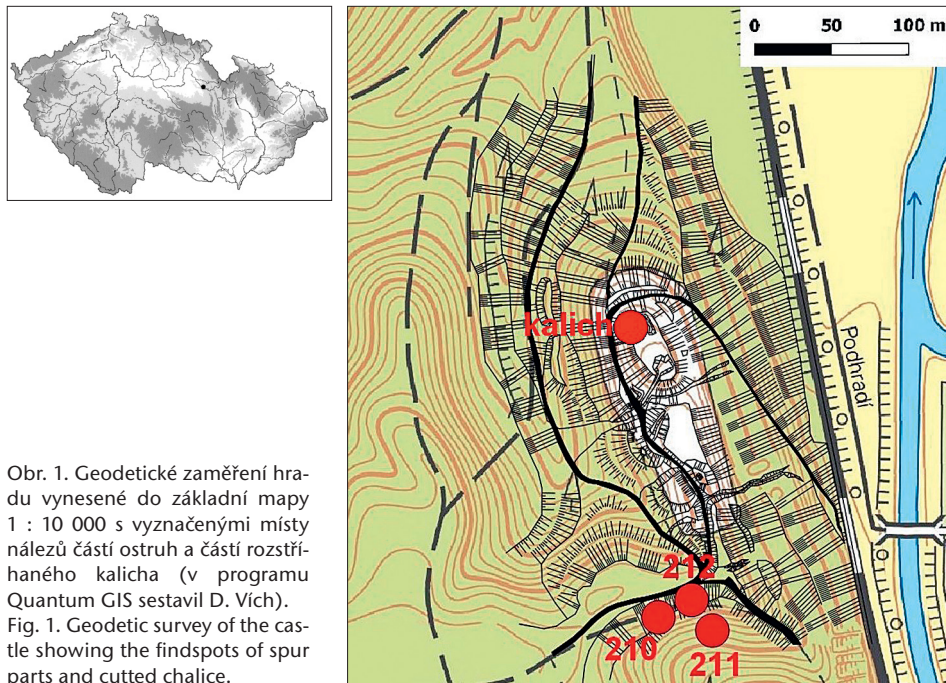 0 50 100 m
kalich
Podhradí
212
210
211
Obr. 1. Geodetické zaměření hra-
du vynesené do základní mapy
1 : 10 000 s vyznačenými místy
nálezů částí ostruh a částí rozstří-
haného kalicha (v programu
Quantum GIS sestavil D. Vích).
Fig. 1. Geodetic survey of the cas-
tle showing the findspots of spur
parts and cutted chalice.